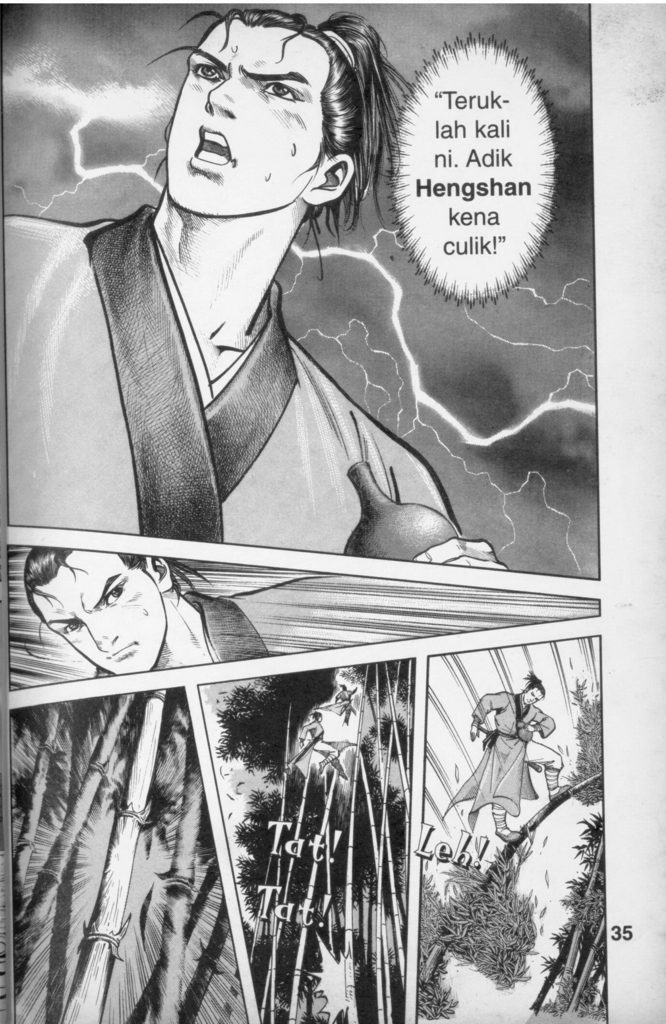 “Teruk-
lah kali
ni. Adik
Hengshan
kena
culik!”
Tat!
Tat!
Leh!
35